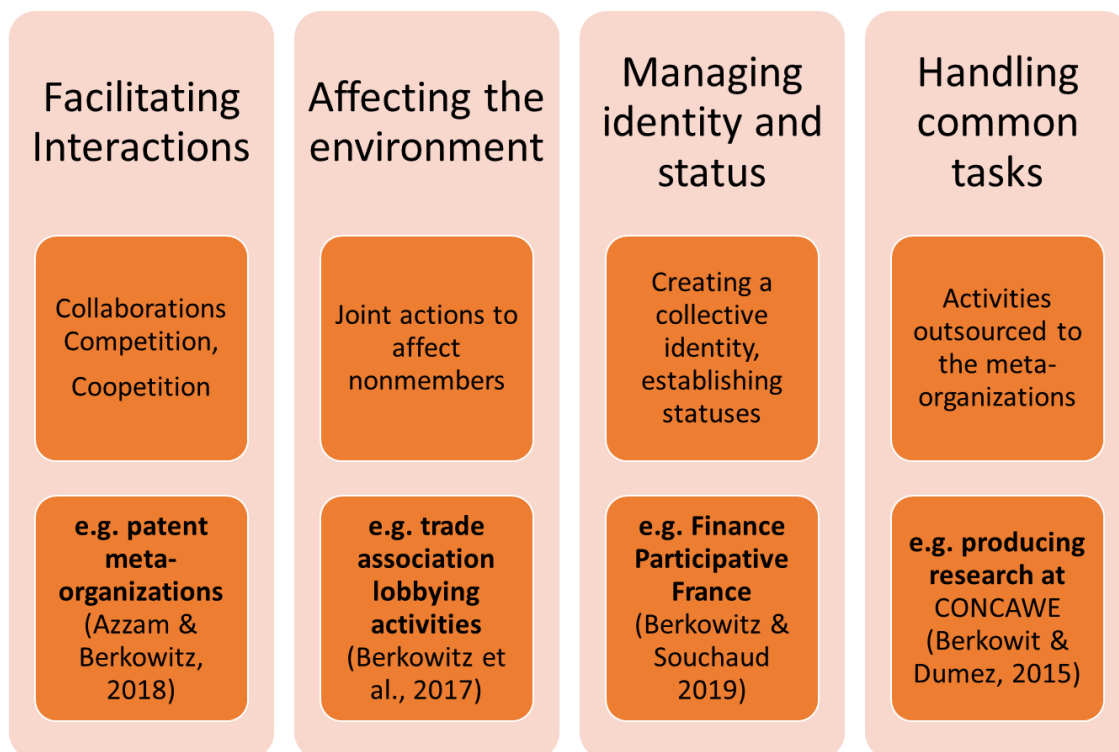 Facilitating
Interactions
Collaborations
Competition,
Coopetition
e.g. patent
meta-
organizations
(Azzam &
Berkowitz,
2018)
Affecting the
environment
Joint actions to
affect
nonmembers
e.g. trade
association
lobbying
activities
(Berkowitz et
al., 2017)
Managing
identity and
status
Creating a
collective
identity,
establishing
statuses
e.g. Finance
Participative
France
(Berkowitz &
Souchaud
2019)
Handling
common
tasks
Activities
outsourced to
the meta-
organizations
e.g. producing
research at
CONCAWE
(Berkowit &
Dumez, 2015)